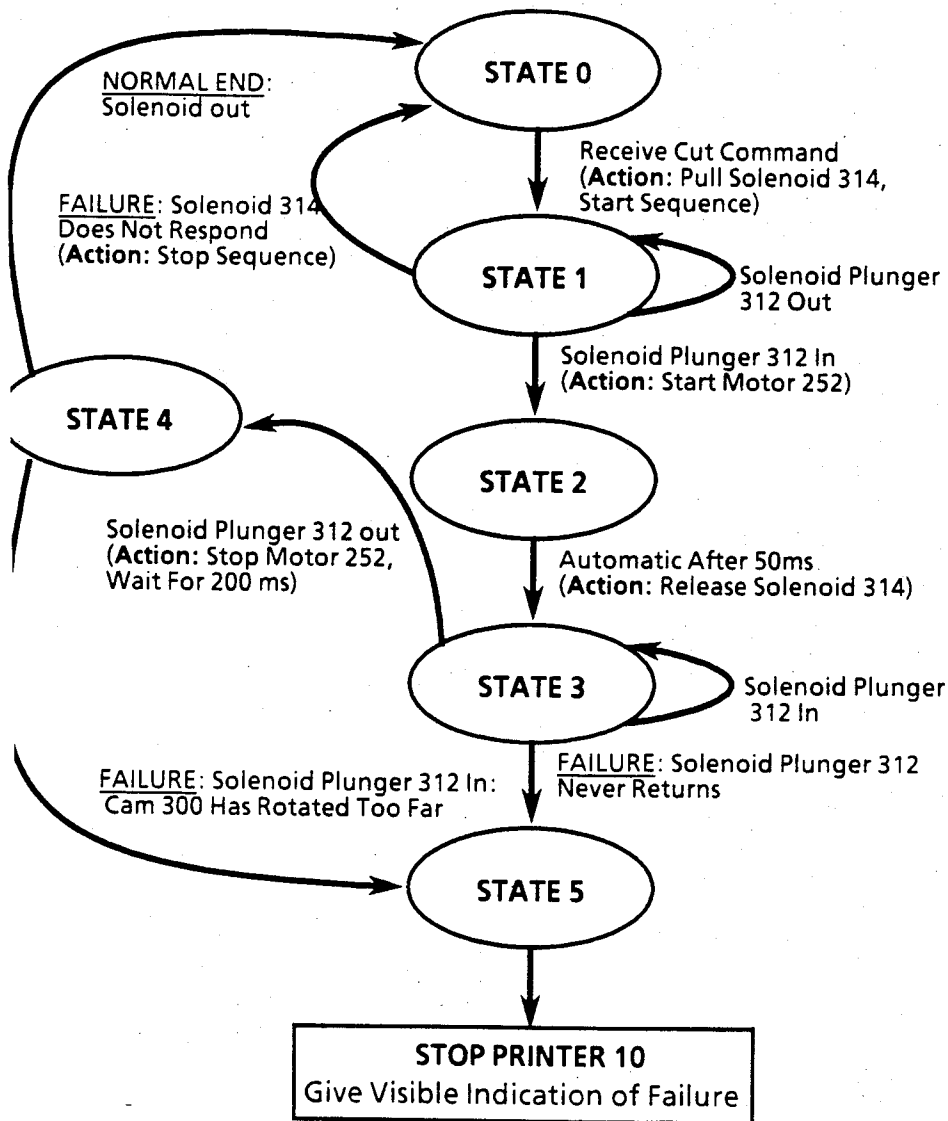 STATE 0
NORMAL END:
Solenoid out
Receive Cut Command
(Action: Pull Solenoid 314,
Start Sequence)
FAILURE: Solenoid 314
Does Not Respond
(Action: Stop Sequence)
STATE 1
Solenoid Plunger
312 Out
Solenoid Plunger 312 In
(Action: Start Motor 252)
STATE 4
STATE 2
Solenoid Plunger 312 out
(Action: Stop Motor 252,
Wait For 200 ms)
Automatic After 50ms
(Action: Release Solenoid 314)
STATE 3
Solenoid Plunger
312 In
FAILURE: Solenoid Plunger 312 In:
Cam 300 Has Rotated Too Far
FAILURE: Solenoid Plunger 312
Never Returns
STATE 5
STOP PRINTER 10
Give Visible Indication of Failure